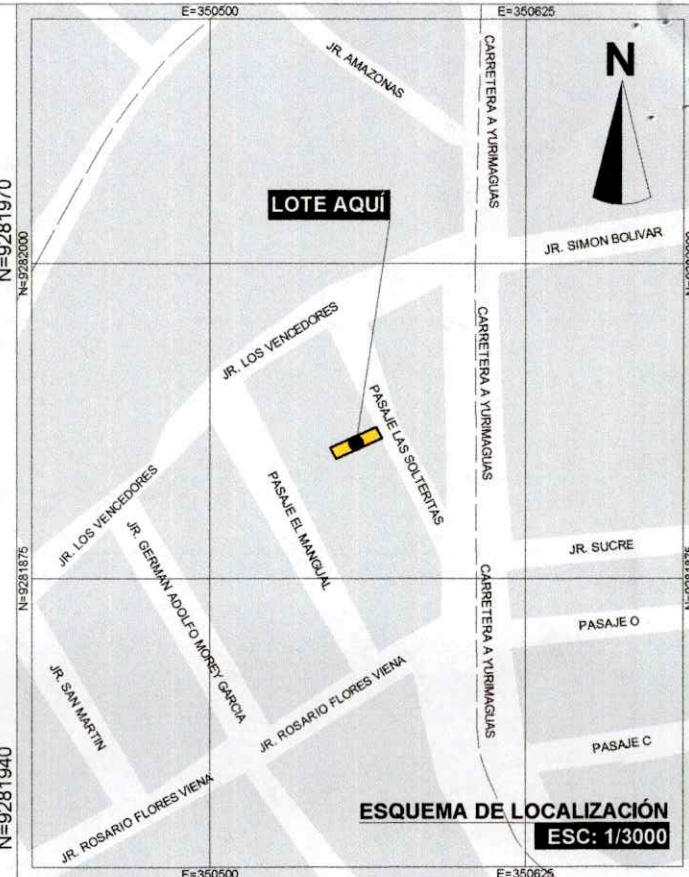 E=350500
E=350625
JR. AMAZONAS
CARRETERA A YURIMAGUAS
N
N=9281970
LOTE AQUÍ
N=9282000
JR. SIMON BOLIVAR
JR. LOS VENCEDORES
CARRETERA A YURIMAGUAS
PASAJE LAS SOLTERITAS
JR. LOS VENCEDORES
PASAJE EL MANGUAL
JR. SUCRE
N=9281875
JR. GERMAN ADOLFO MOREY GARCIA
CARRETERA A YURIMAGUAS
PASAJE O
JR. SAN MARTIN
JR. ROSARIO FLORES VIENA
PASAJE C
N=9281940
JR. ROSARIO FLORES VIENA
ESQUEMA DE LOCALIZACIÓN
ESC: 1/3000
E=350500
E=350625